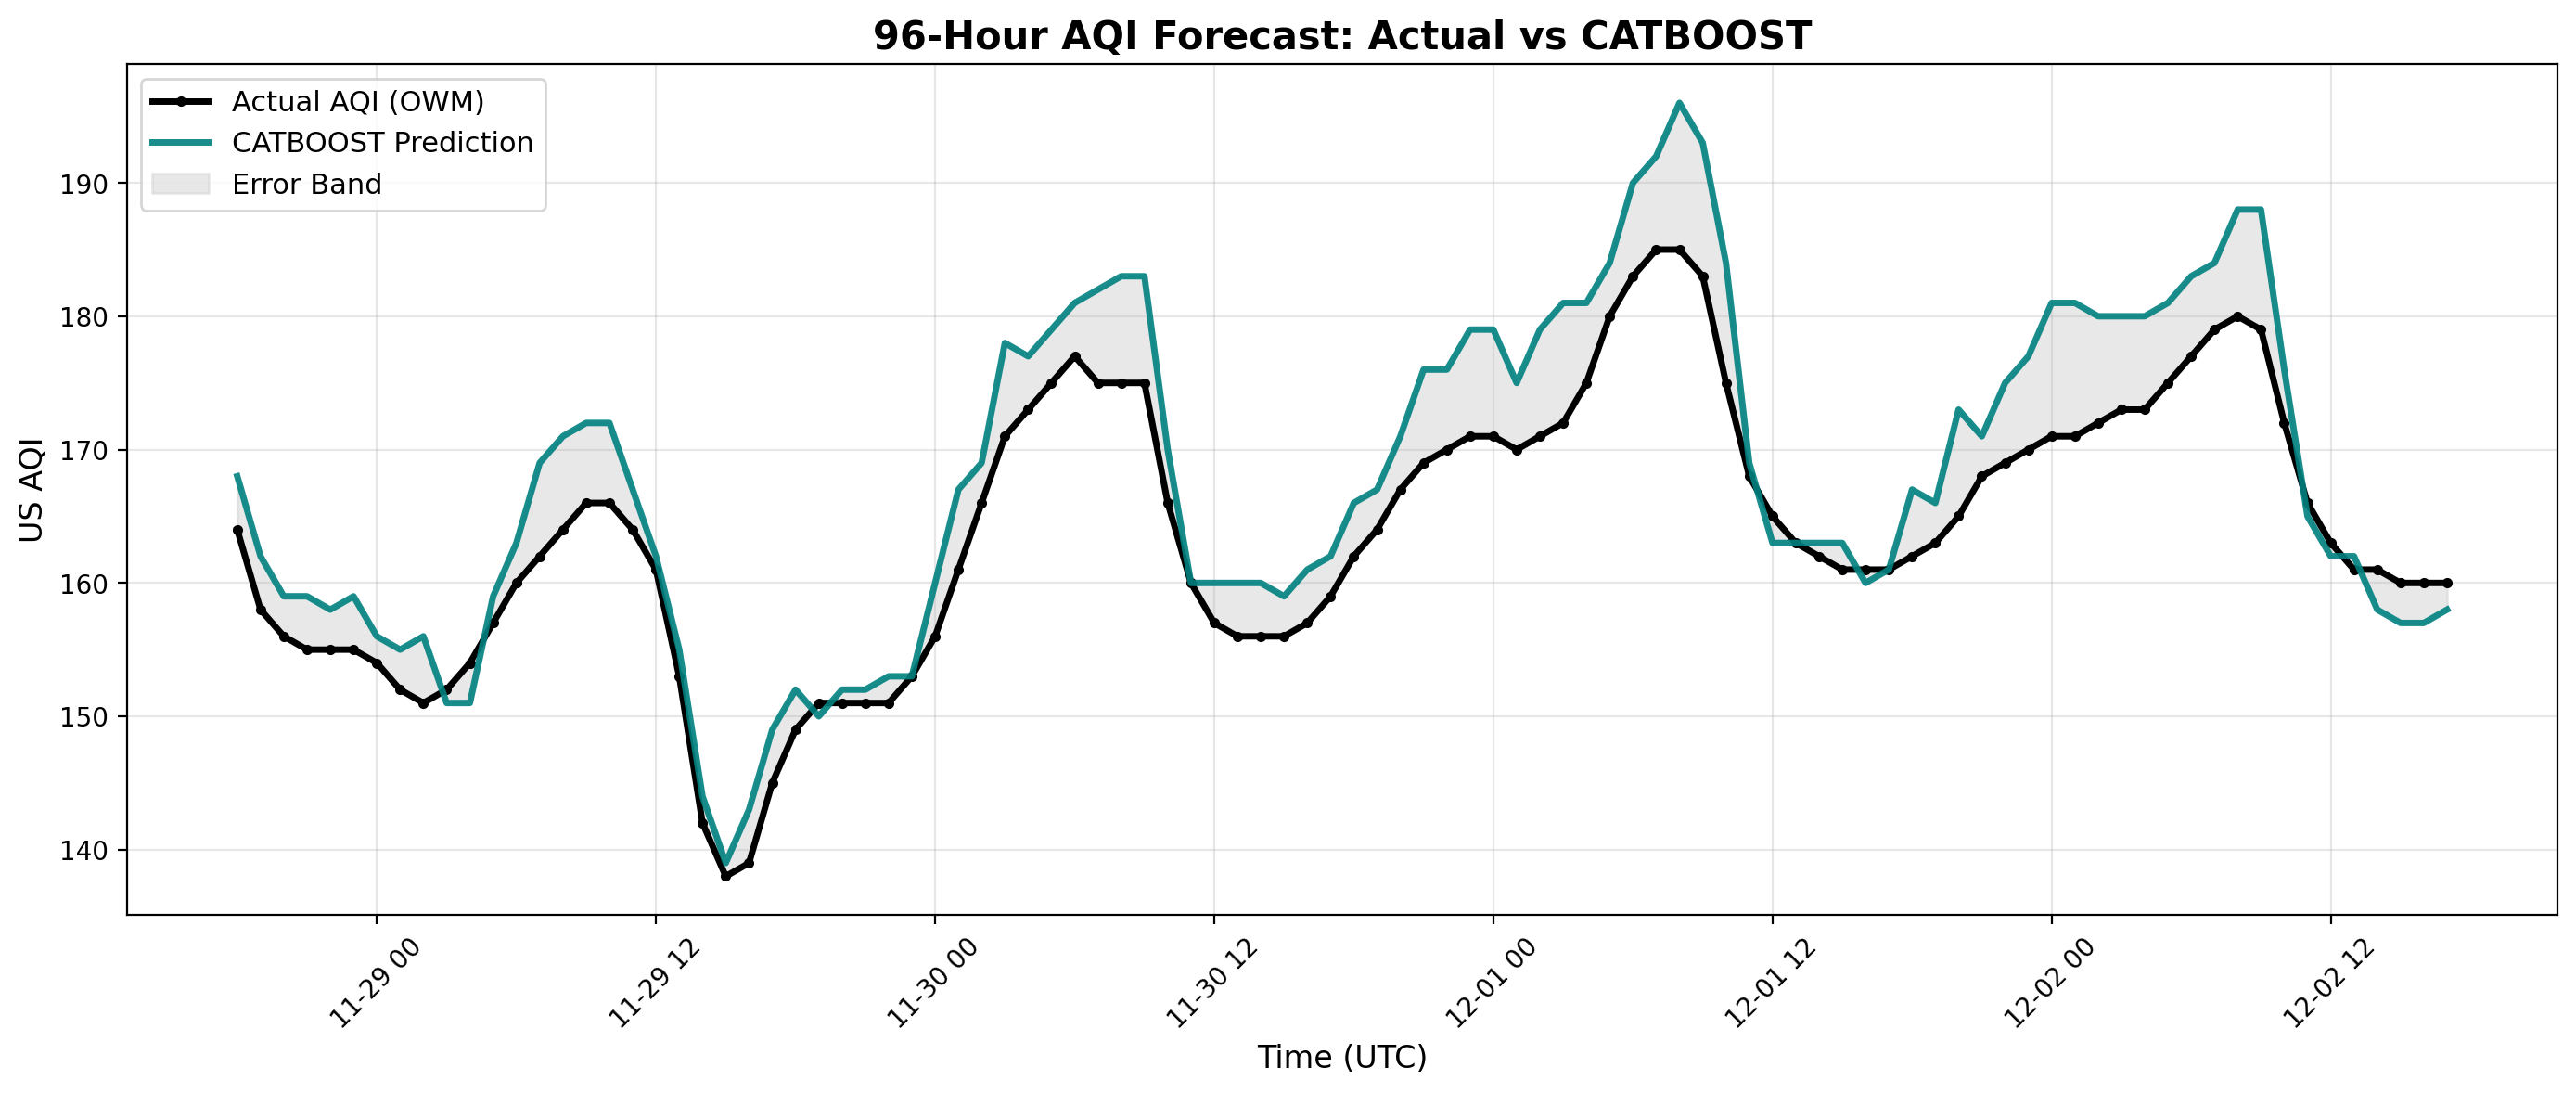 96-Hour AQI Forecast: Actual vs CATBOOST
Actual AQI (OWM)
CATBOOST Prediction
Error Band
US AQI
190
180
170
160
150
140
11-29 00
11-29 12
11-30 00
11-30 12
12-01 00
12-01 12
12-02 00
12-02 12
Time (UTC)